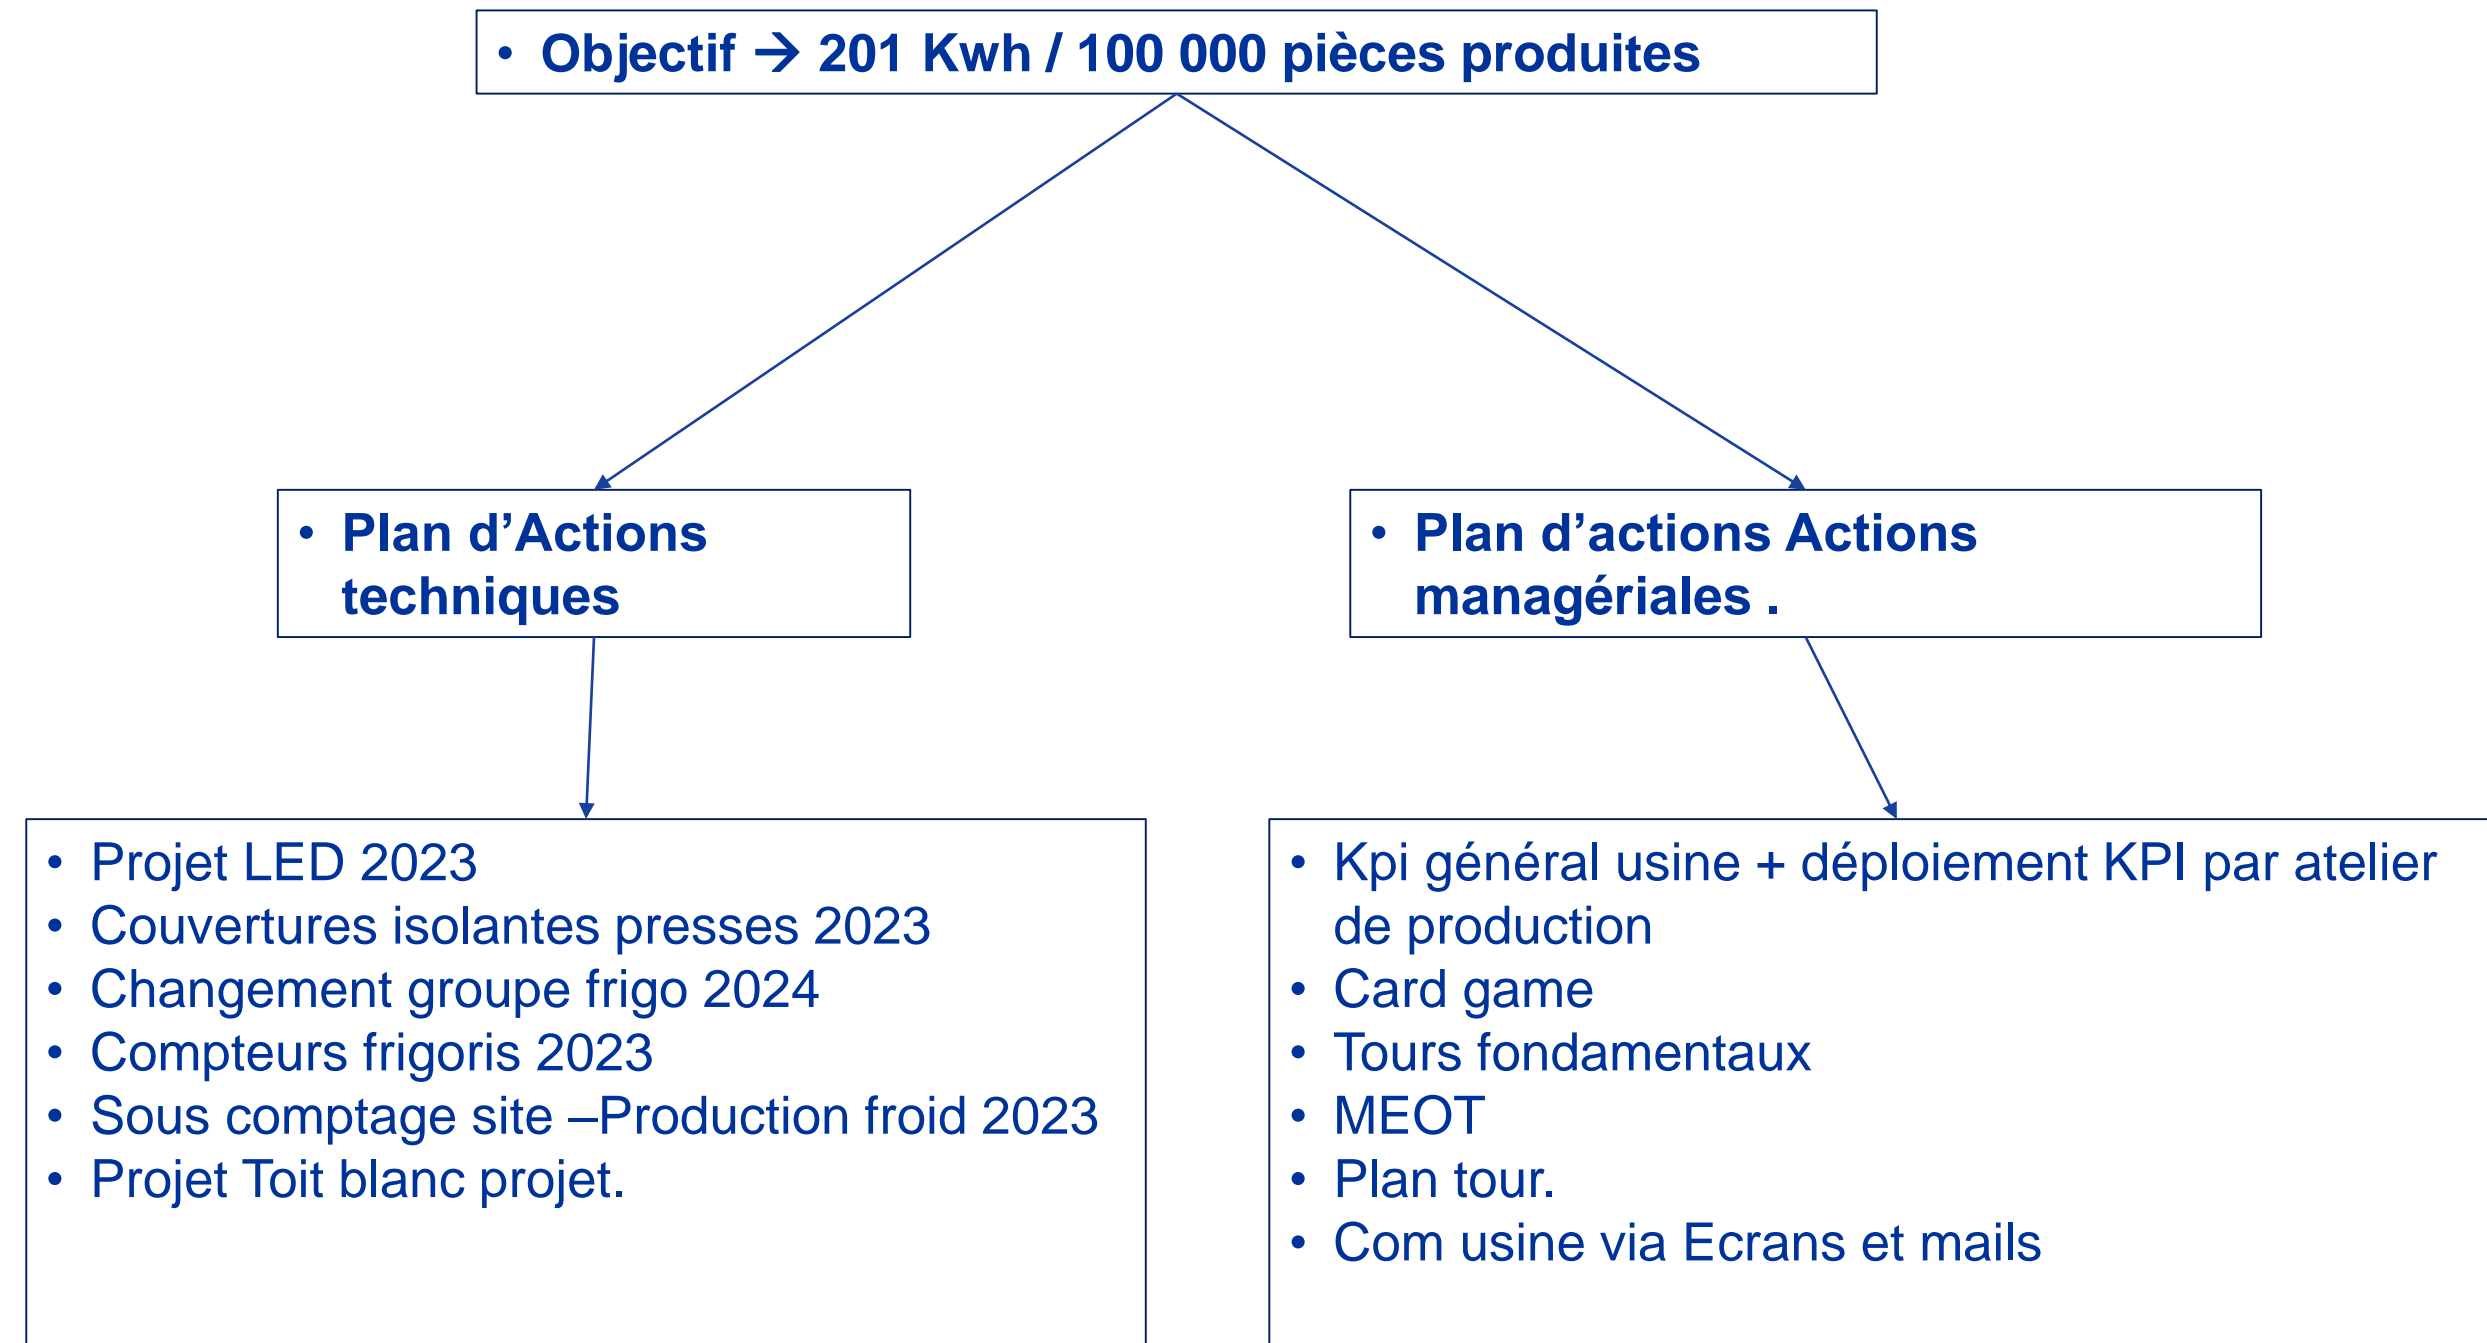 • Objectif → 201 Kwh / 100 000 pièces produites
• Plan d’Actions
techniques
• Plan d’actions Actions
managériales .
• Projet LED 2023
• Couvertures isolantes presses 2023
• Changement groupe frigo 2024
• Compteurs frigoris 2023
• Sous comptage site –Production froid 2023
• Projet Toit blanc projet.
• Kpi général usine + déploiement KPI par atelier
de production
• Card game
• Tours fondamentaux
• MEOT
• Plan tour.
• Com usine via Ecrans et mails